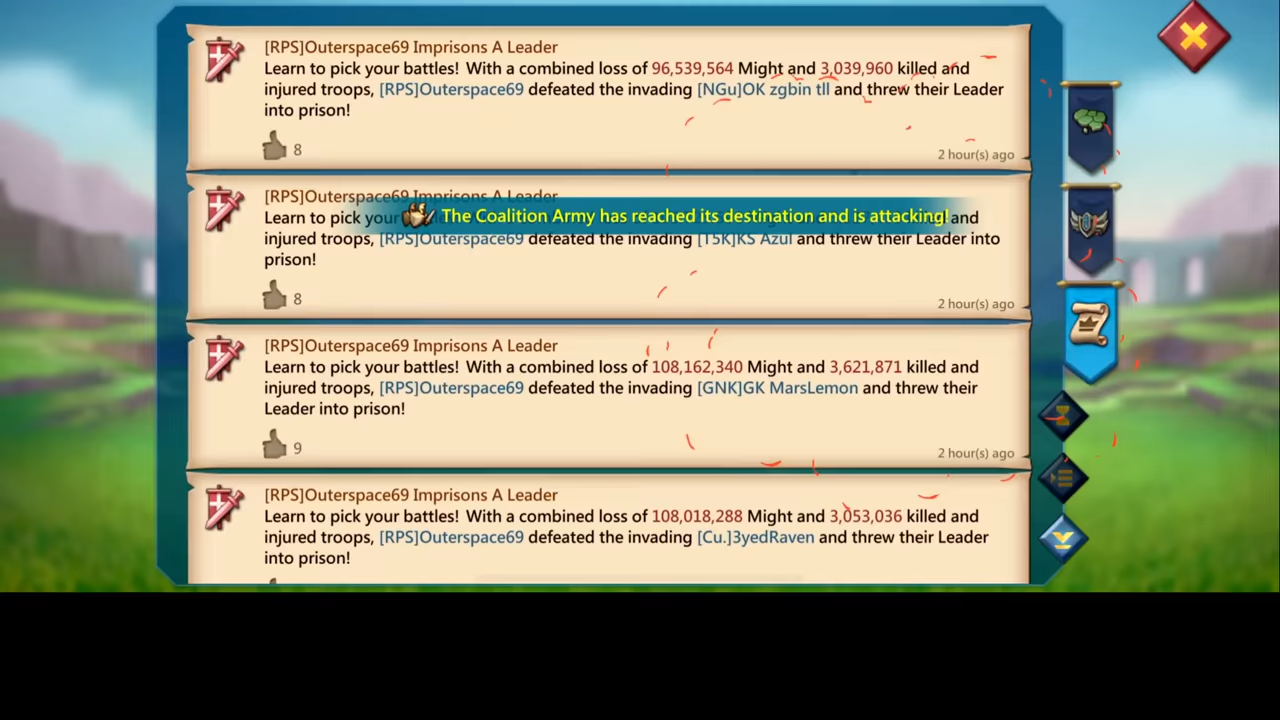 [RPS]Outerspace69 Imprisons A Leader
Learn to pick your battles! With a combined loss of 96,539,564 Might and 3,039,960 killed and
injured troops, [RPS]Outerspace69 defeated the invading [NGu]OK zgbin tll and threw their Leader
into prison!
8
2 hour(s) ago
[RPS]Outerspace69 Imprisons A Leader
Learn to pick your
The Coalition Army has reached its destination and is attacking!
and
injured troops, [RPS]Outerspace69 defeated the invading [T5K]KS Azul and threw their Leader into
prison!
8
2 hour(s) ago
[RPS]Outerspace69 Imprisons A Leader
Learn to pick your battles! With a combined loss of 108,162,340 Might and 3,621,871 killed and
injured troops, [RPS]Outerspace69 defeated the invading [GNK]GK MarsLemon and threw their
Leader into prison!
9
2 hour(s) ago
[RPS]Outerspace69 Imprisons A Leader
Learn to pick your battles! With a combined loss of 108,018,288 Might and 3,053,036 killed and
injured troops, [RPS]Outerspace69 defeated the invading [Cu.]3yedRaven and threw their Leader
into prison!